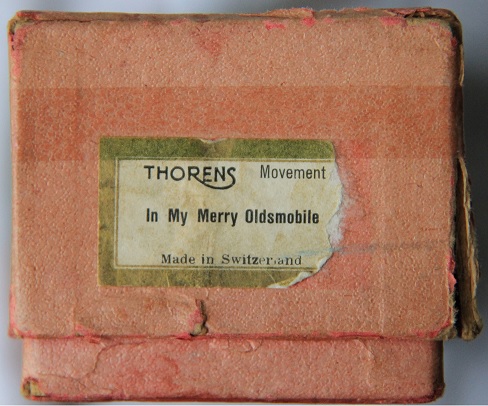 THORENS Movement
In My Merry Oldsmobile
Made in Switzerland